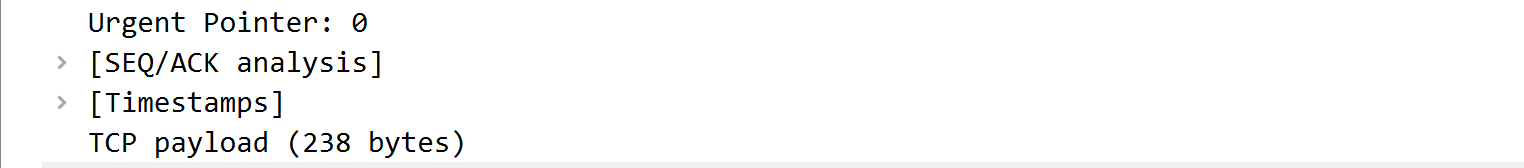 Urgent Pointer: 0
[SEQ/ACK analysis]
[Timestamps]
TCP payload (238 bytes)